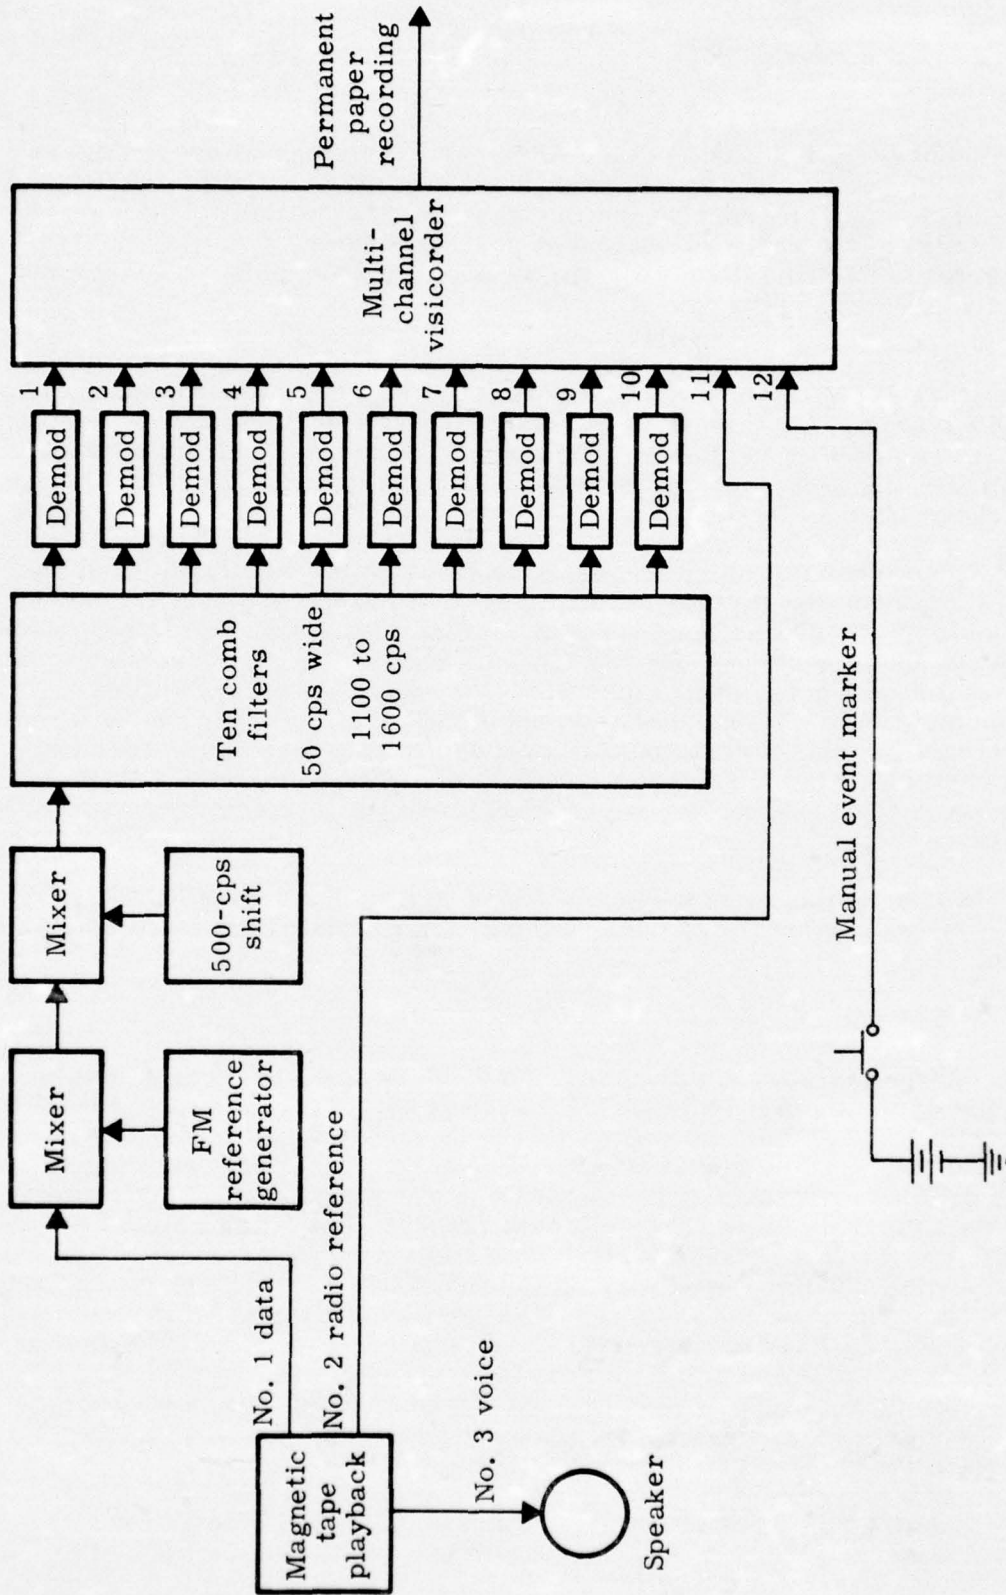 Magnetic
tape
playback
No. 1 data
No. 2 radio reference
No. 3 voice
Speaker
Mixer
FM
reference
generator
Mixer
500-cps
shift
Ten comb
filters
50 cps wide
1100 to
1600 cps
Demod
Demod
Demod
Demod
Demod
Demod
Demod
Demod
Demod
Demod
1
2
3
4
5
6
7
8
9
10
11
12
Multi-
channel
visicorder
Permanent
paper
recording
Manual event marker